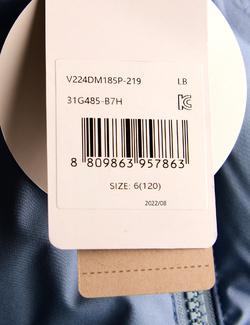 V224DM185P-219 LB
31G485-B7H
8 809863 957863
SIZE: 6(120)
2022/08